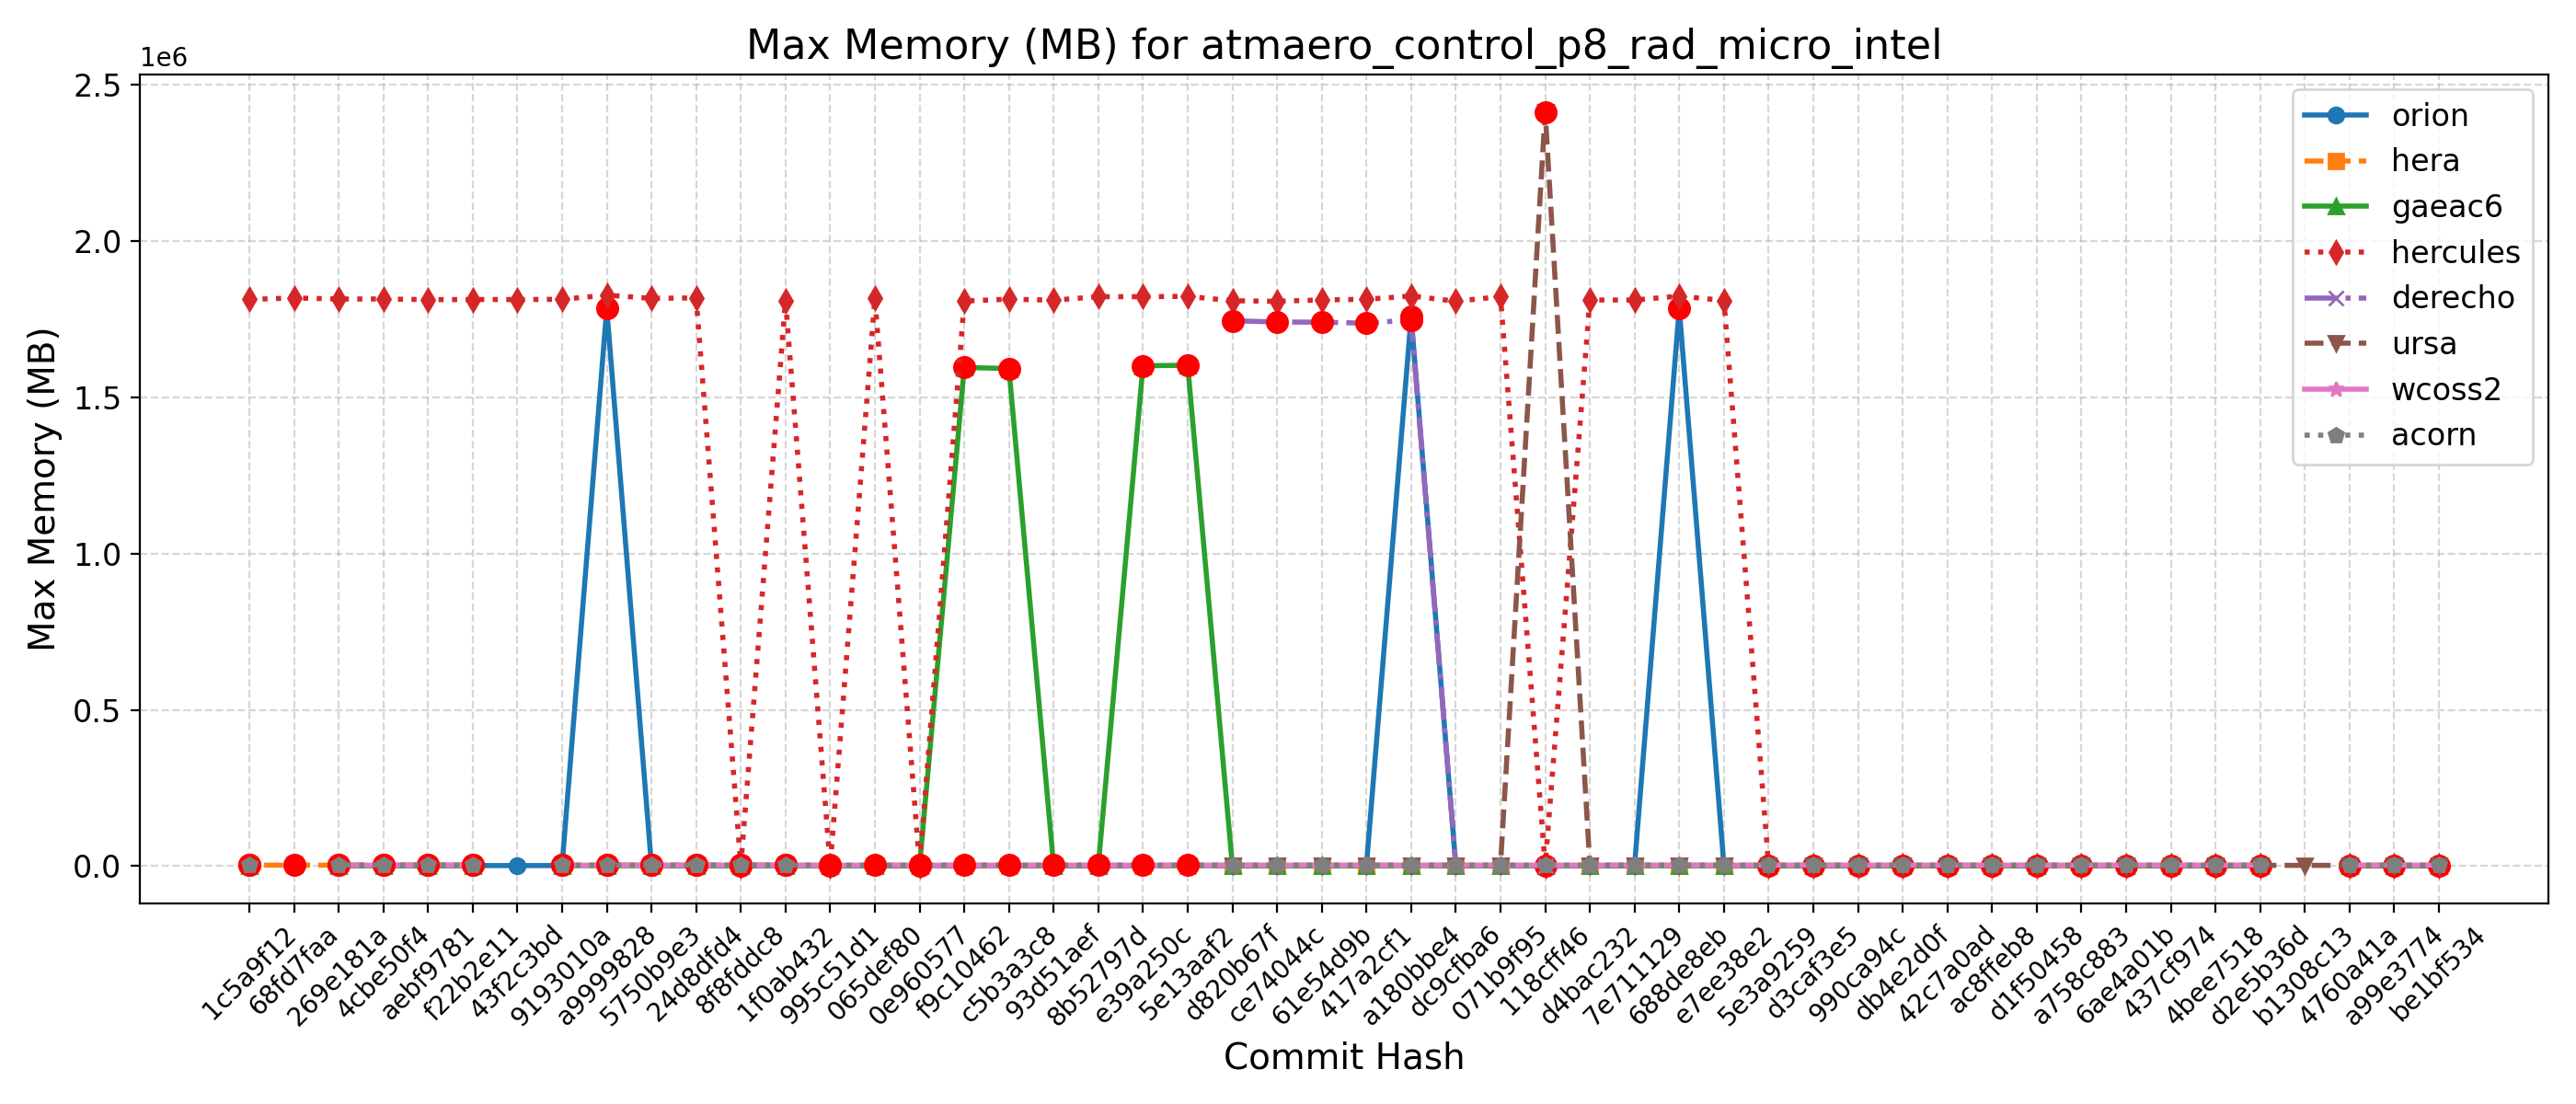 Max Memory (MB) for atmaero_control_p8_rad_micro_intel
1e6
2.5
2.0
1.5
1.0
0.5
0.0
Max Memory (MB)
orion
hera
gaeac6
hercules
derecho
ursa
wcoss2
acorn
1c5a9f12
68fd7faa
269e181a
4cbe50f4
aebf9781
f22b2e11
43f2c3bd
9193010a
a9999828
5750b9e3
24d8dfd4
8f8fddc8
1f0ab432
995c51d1
065def80
0e960577
f9c10462
c5b3a3c8
93d51aef
8b52797d
e39a250c
5e13aaf2
d820b67f
ce74044c
61e54d9b
417a2cf1
a180bbe4
dc9cfba6
071b9f95
118cff46
d4bac232
7e711129
688de8eb
e7ee38e2
5e3a9259
d3caf3e5
990ca94c
db4e2d0f
42c7a0ad
ac8ffeb8
d1f50458
a758c883
6ae4a01b
437cf974
4bee7518
d2e5b36d
b1308c13
4760a41a
a99e3774
be1bf534
Commit Hash